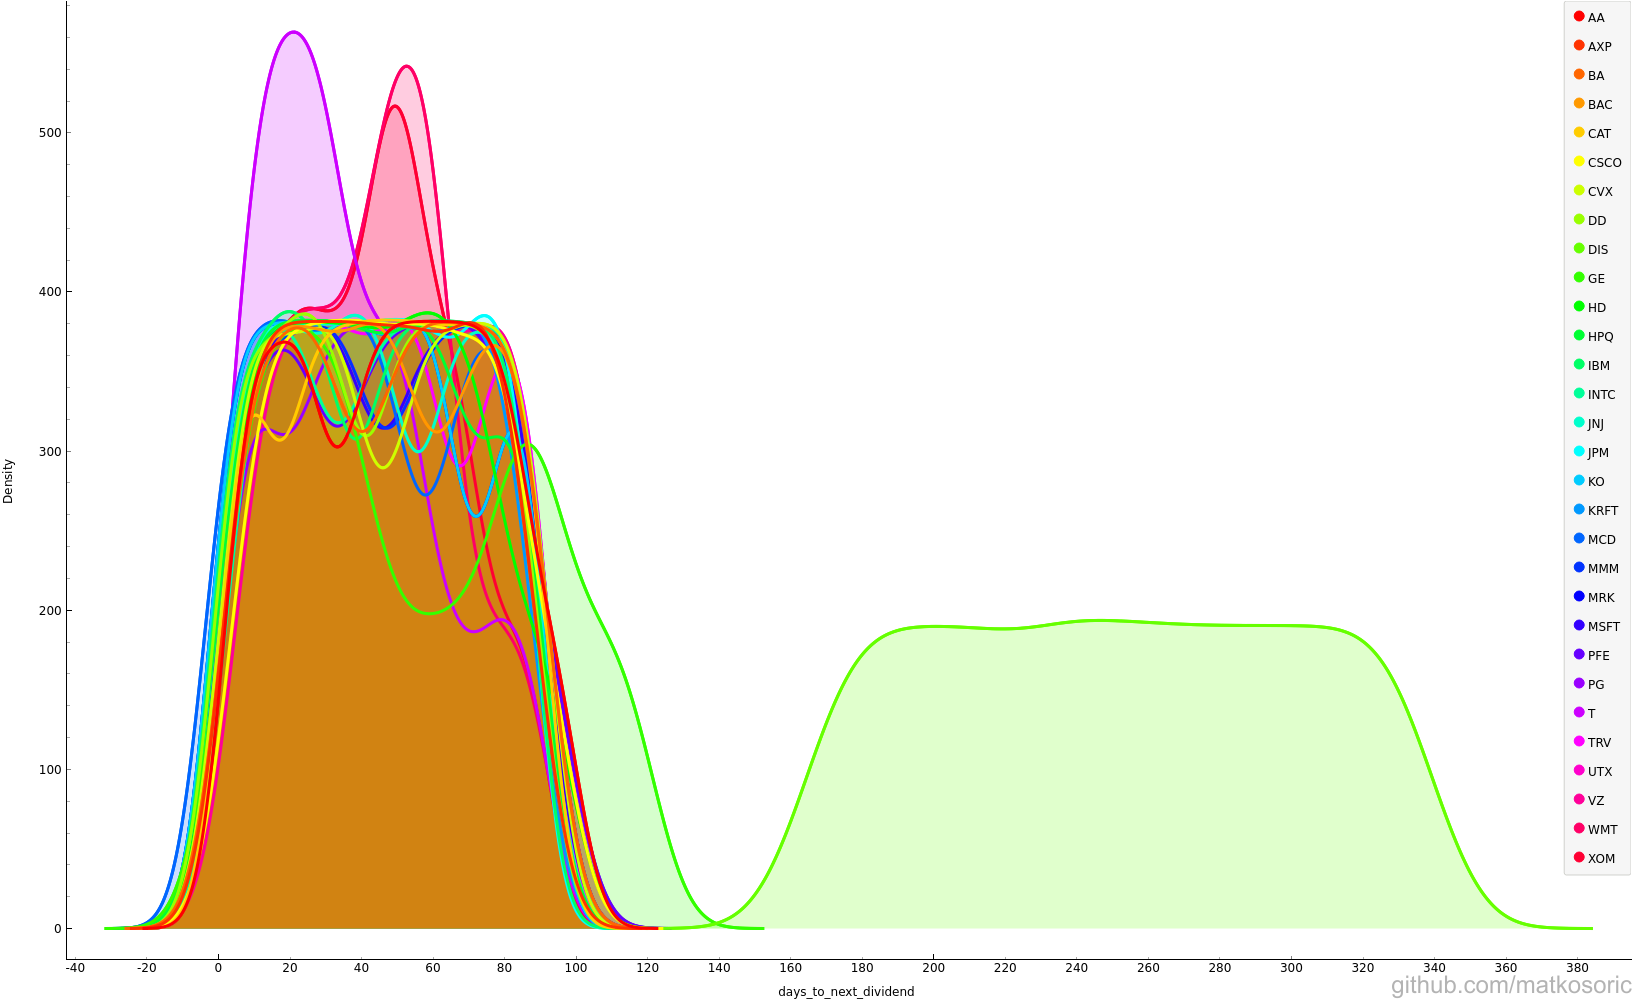 500
400
300
200
100
0
Density
-40 -20 0 20 40 60 80 100 120 140 160 180 200 220 240 260 280 300 320 340 360 380
days_to_next_dividend
AA
AXP
BA
BAC
CAT
CSCO
CVX
DD
DIS
GE
HD
HPQ
IBM
INTC
JNJ
JPM
KO
KRFT
MCD
MMM
MRK
MSFT
PFE
PG
T
TRV
UTX
VZ
WMT
XOM
github.com/matkosoric